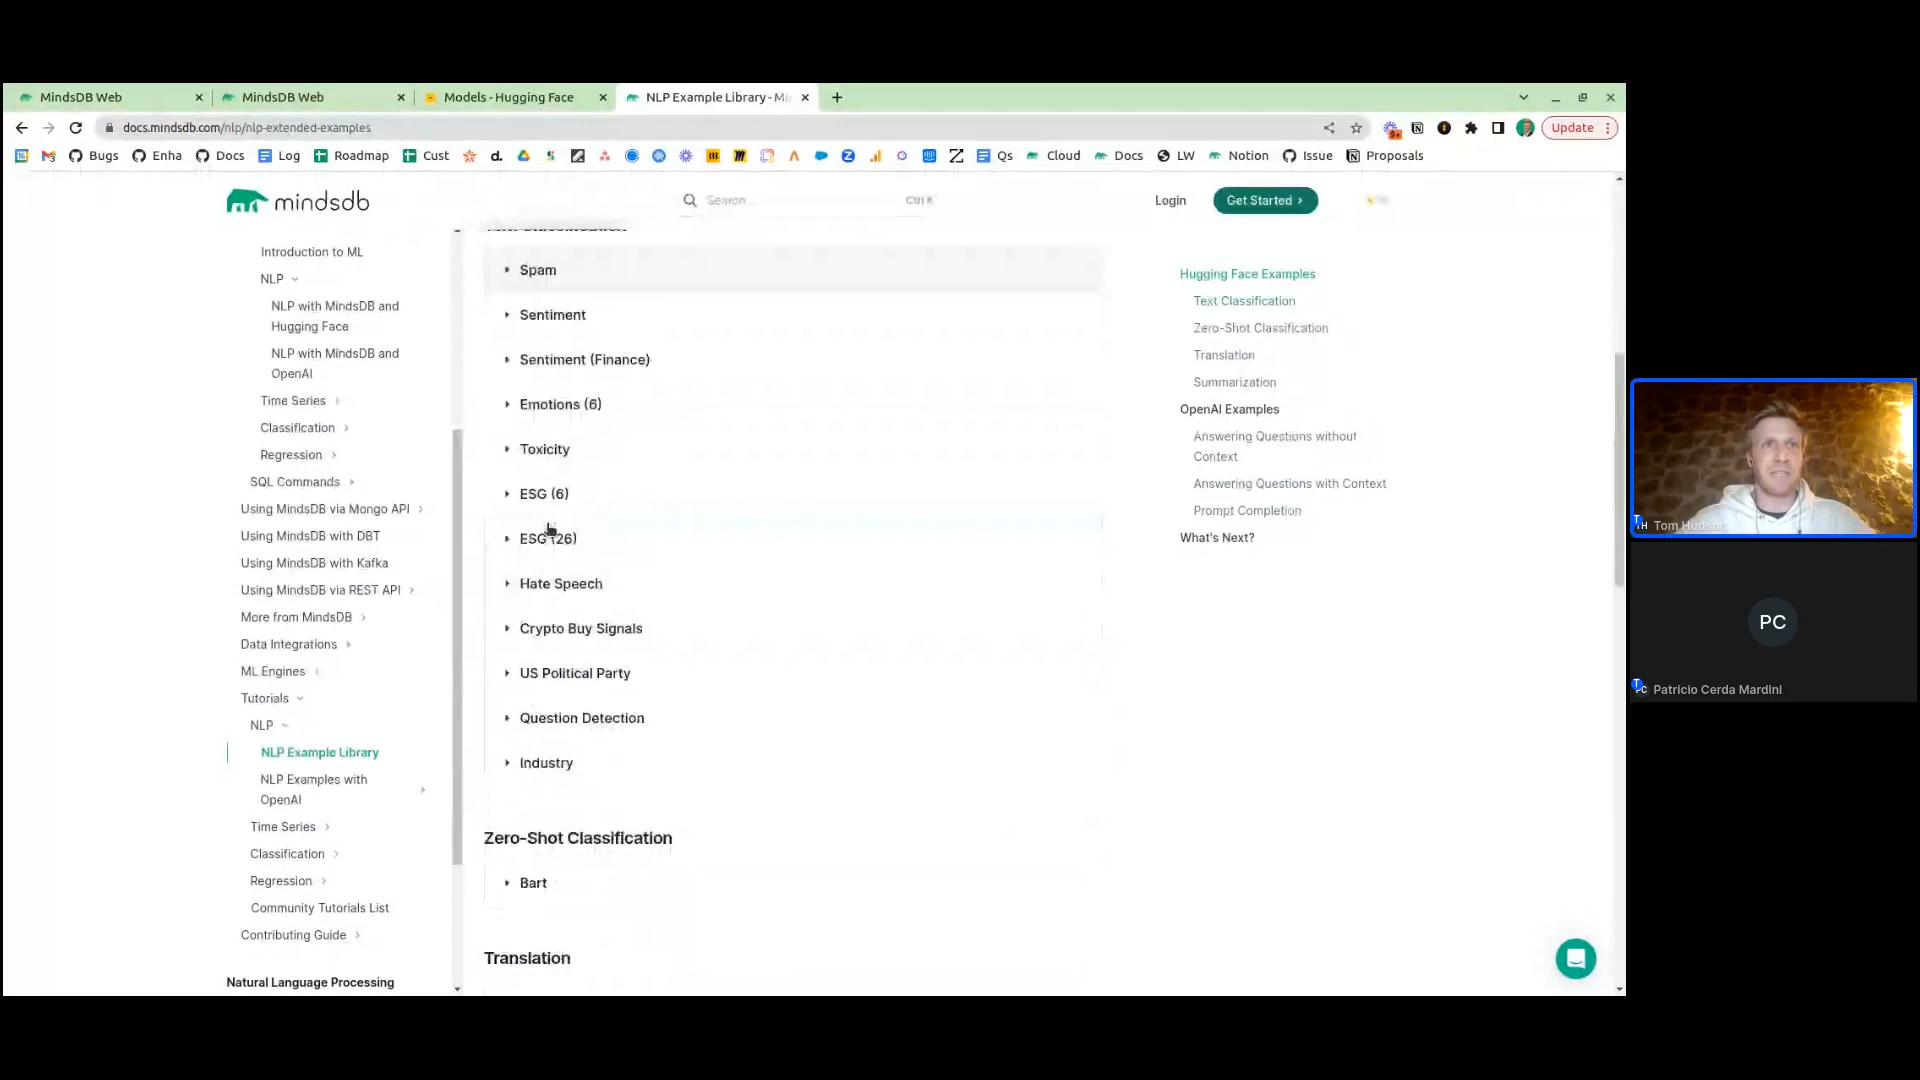 MindsDB Web
MindsDB Web
Models - Hugging Face
NLP Example Library - Mi
docs.mindsdb.com/nlp/nlp-extended-examples
Update
Bugs
Enha
Docs
Log
Roadmap
Cust
d.
Qs
Cloud
Docs
LW
Notion
Issue
Proposals
mindsdb
Search...
Ctrl K
Login
Get Started
Introduction to ML
NLP
NLP with MindsDB and
Hugging Face
NLP with MindsDB and
OpenAI
Time Series
Classification
Regression
SQL Commands
Using MindsDB via Mongo API
Using MindsDB with DBT
Using MindsDB with Kafka
Using MindsDB via REST API
More from MindsDB
Data Integrations
ML Engines
Tutorials
NLP
NLP Example Library
NLP Examples with
OpenAI
Time Series
Classification
Regression
Community Tutorials List
Contributing Guide
Natural Language Processing
Spam
Sentiment
Sentiment (Finance)
Emotions (6)
Toxicity
ESG (6)
ESG (26)
Hate Speech
Crypto Buy Signals
US Political Party
Question Detection
Industry
Zero-Shot Classification
Bart
Translation
Hugging Face Examples
Text Classification
Zero-Shot Classification
Translation
Summarization
OpenAI Examples
Answering Questions without
Context
Answering Questions with Context
Prompt Completion
What's Next?
Tom Hudson
PC
Patricio Cerda Mardini